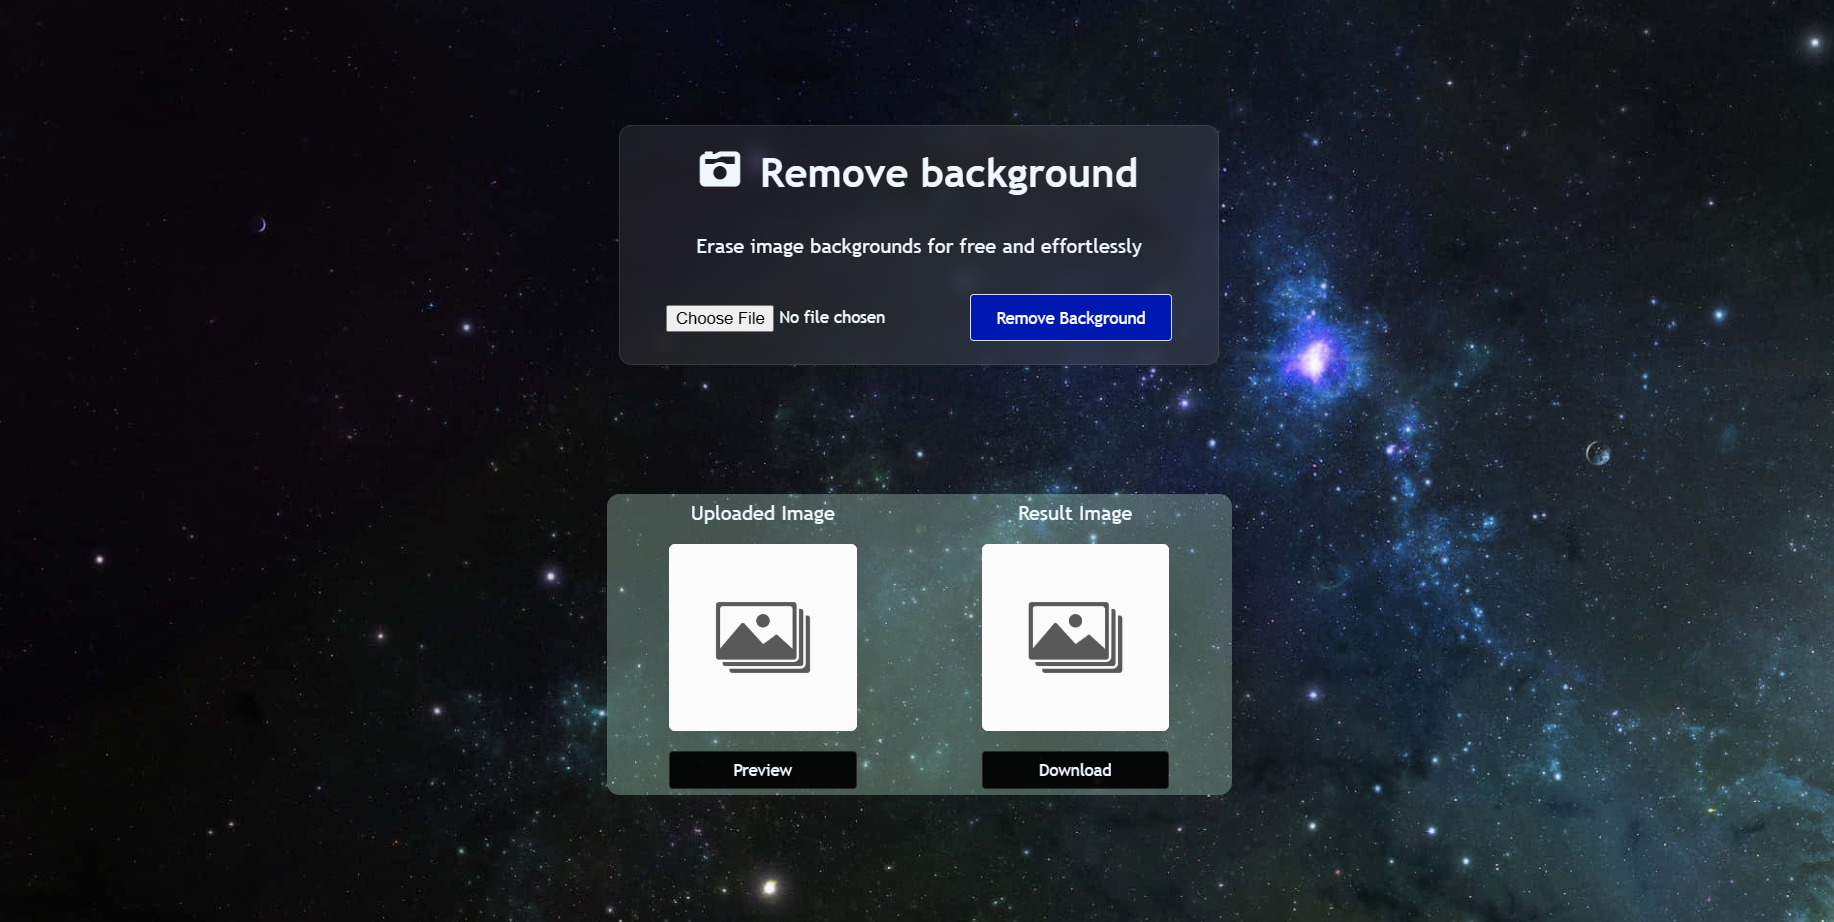 Remove background
Erase image backgrounds for free and effortlessly
Choose File No file chosen
Remove Background
Uploaded Image
Result Image
Preview
Download